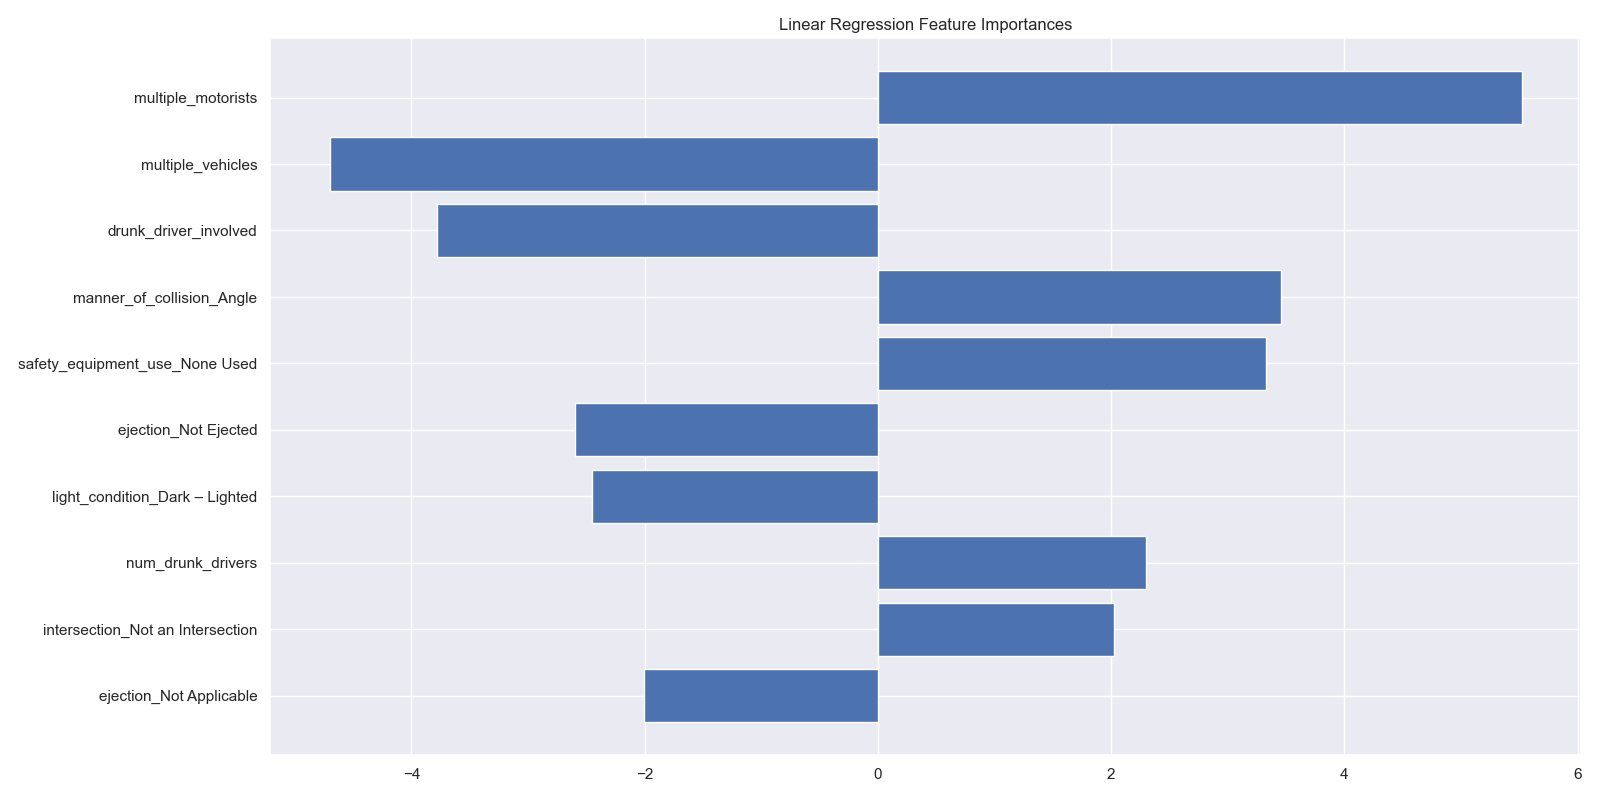 Linear Regression Feature Importances
multiple_motorists
multiple_vehicles
drunk_driver_involved
manner_of_collision_Angle
safety_equipment_use_None Used
ejection_Not Ejected
light_condition_Dark – Lighted
num_drunk_drivers
intersection_Not an Intersection
ejection_Not Applicable
−4 −2 0 2 4 6